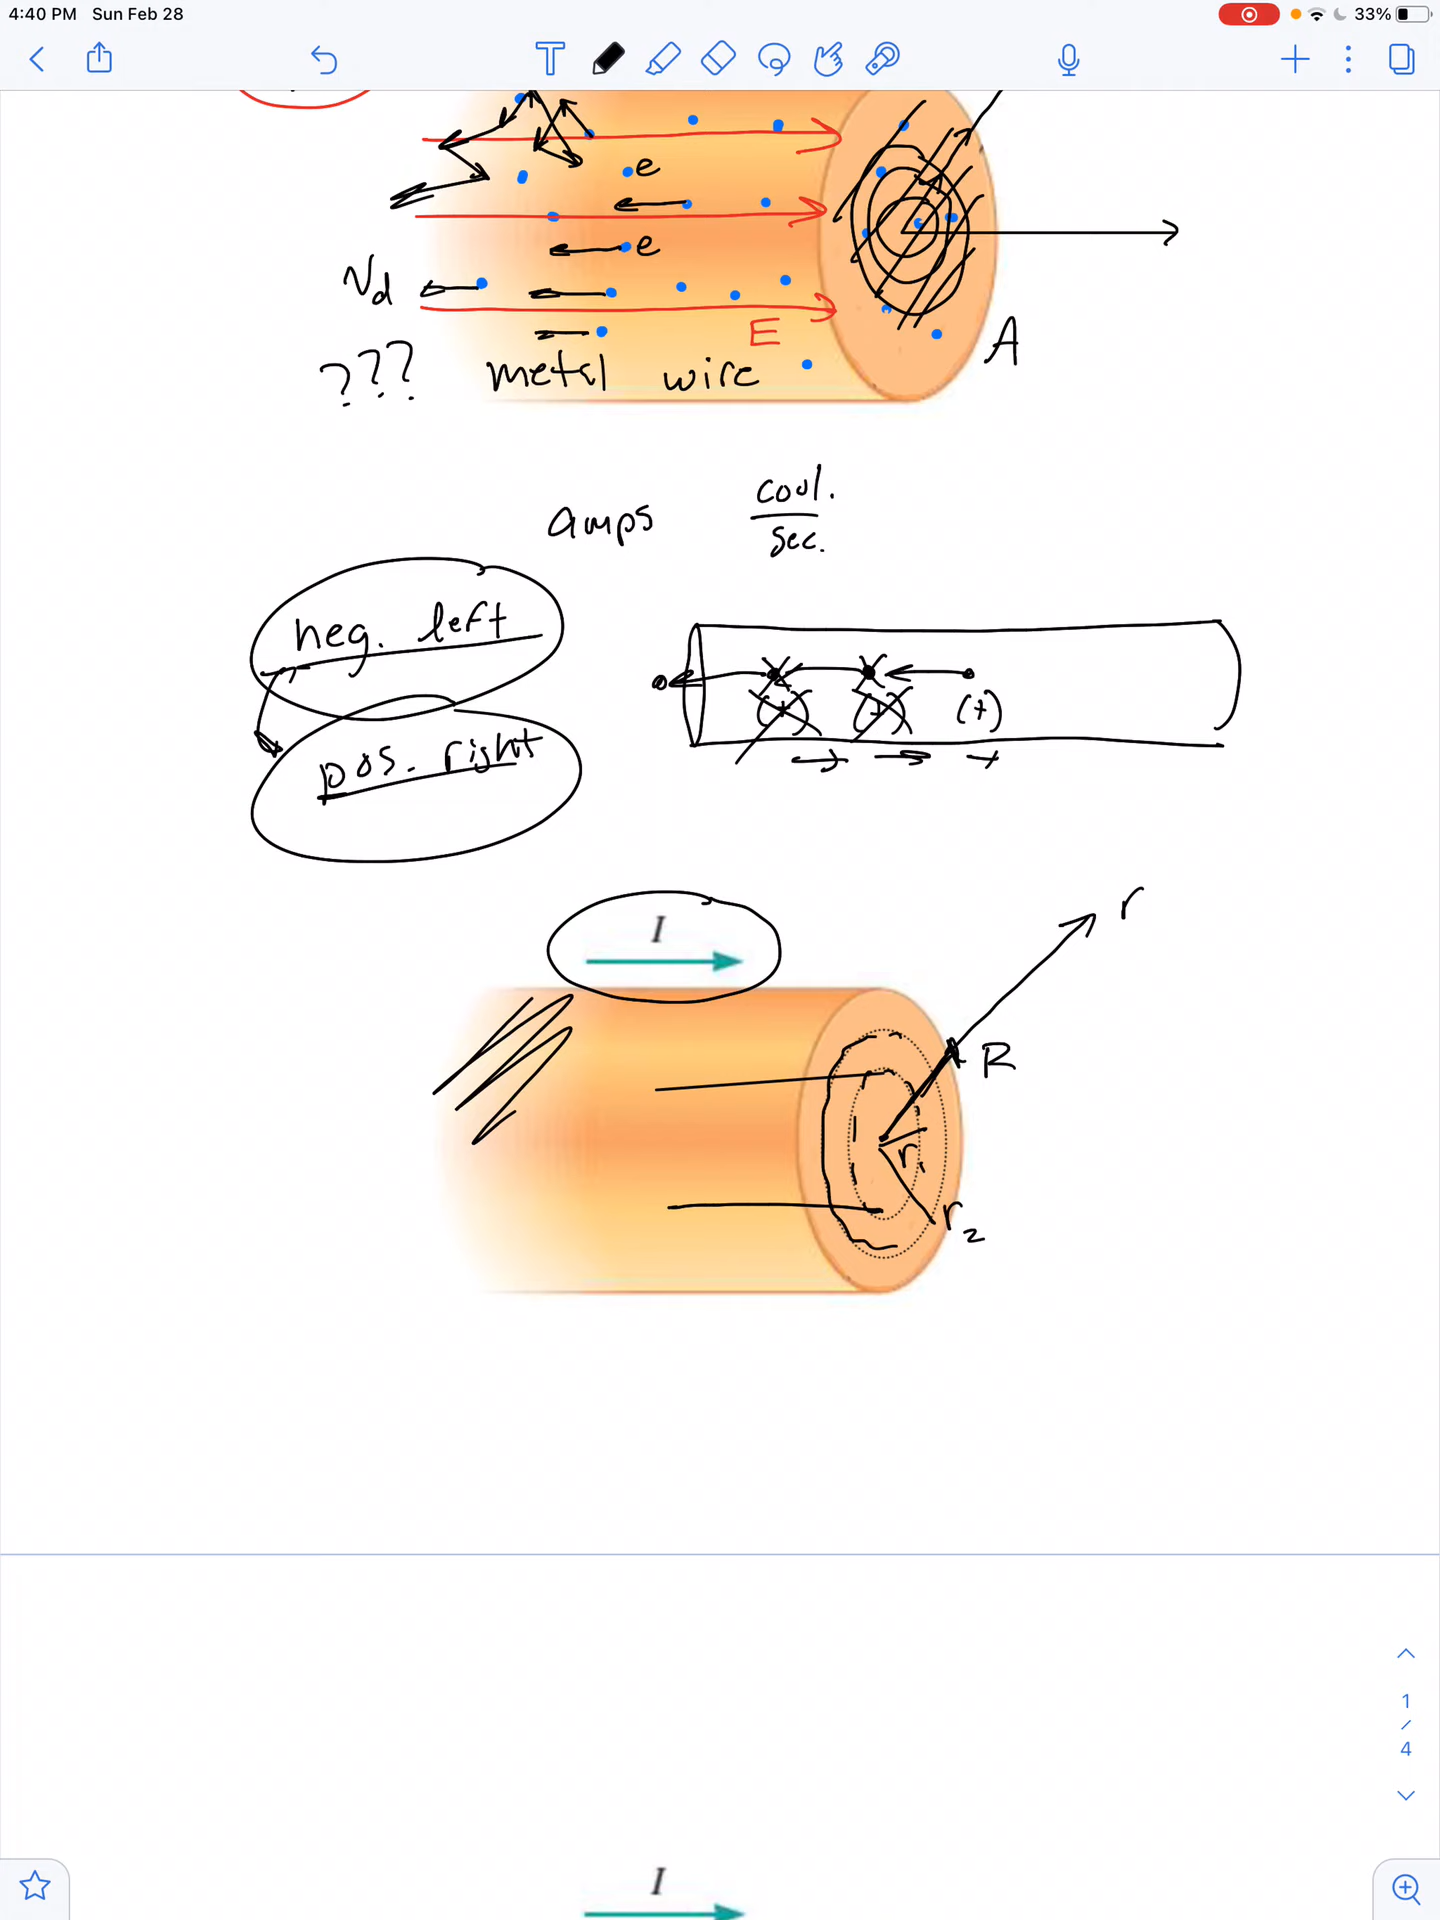 4:40 PM Sun Feb 28
33%
T
e
e
Vd
E
A
???
metal wire
amps
coul.
sec.
neg. left
(+)
(+)
(+)
pos. right
I
r
R
r1
r2
1
/
4
I